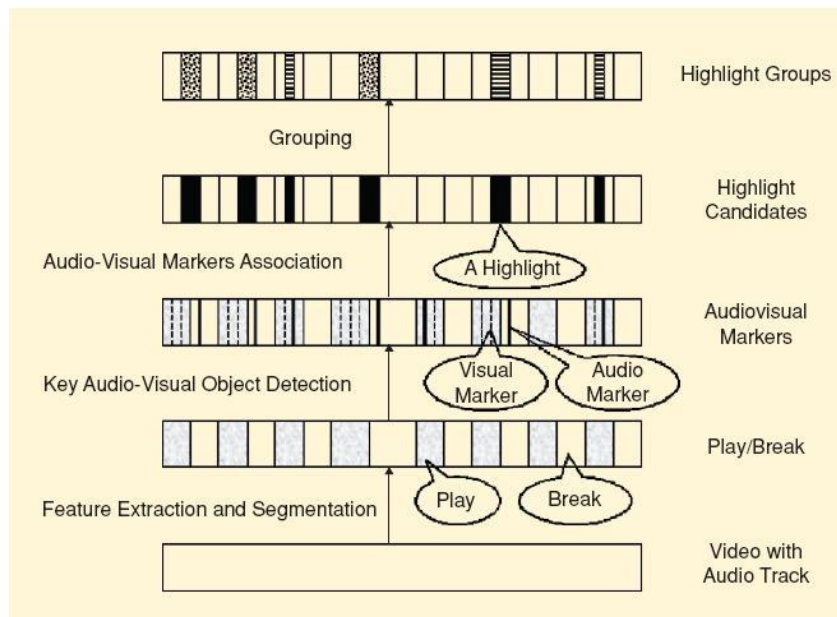 Highlight Groups
Grouping
Highlight
Candidates
Audio-Visual Markers Association
A Highlight
Audiovisual
Markers
Key Audio-Visual Object Detection
Visual
Marker
Audio
Marker
Play/Break
Feature Extraction and Segmentation
Play
Break
Video with
Audio Track